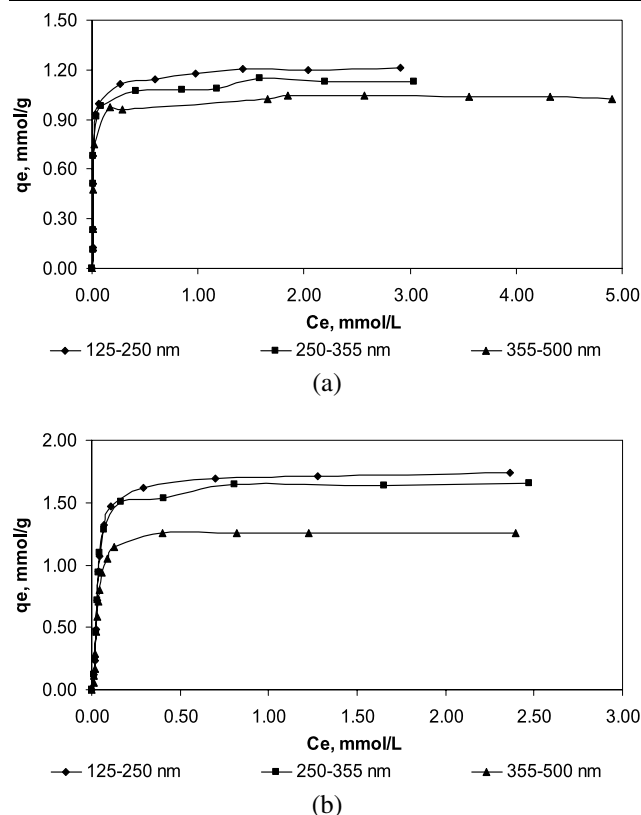 1.50
1.20
0.90
0.60
0.30
0.00
qe, mmol/g
0.00 1.00 2.00 3.00 4.00 5.00
Ce, mmol/L
125-250 nm 250-355 nm 355-500 nm
(a)
2.00
1.50
1.00
0.50
0.00
qe, mmol/g
0.00 0.50 1.00 1.50 2.00 2.50 3.00
Ce, mmol/L
125-250 nm 250-355 nm 355-500 nm
(b)